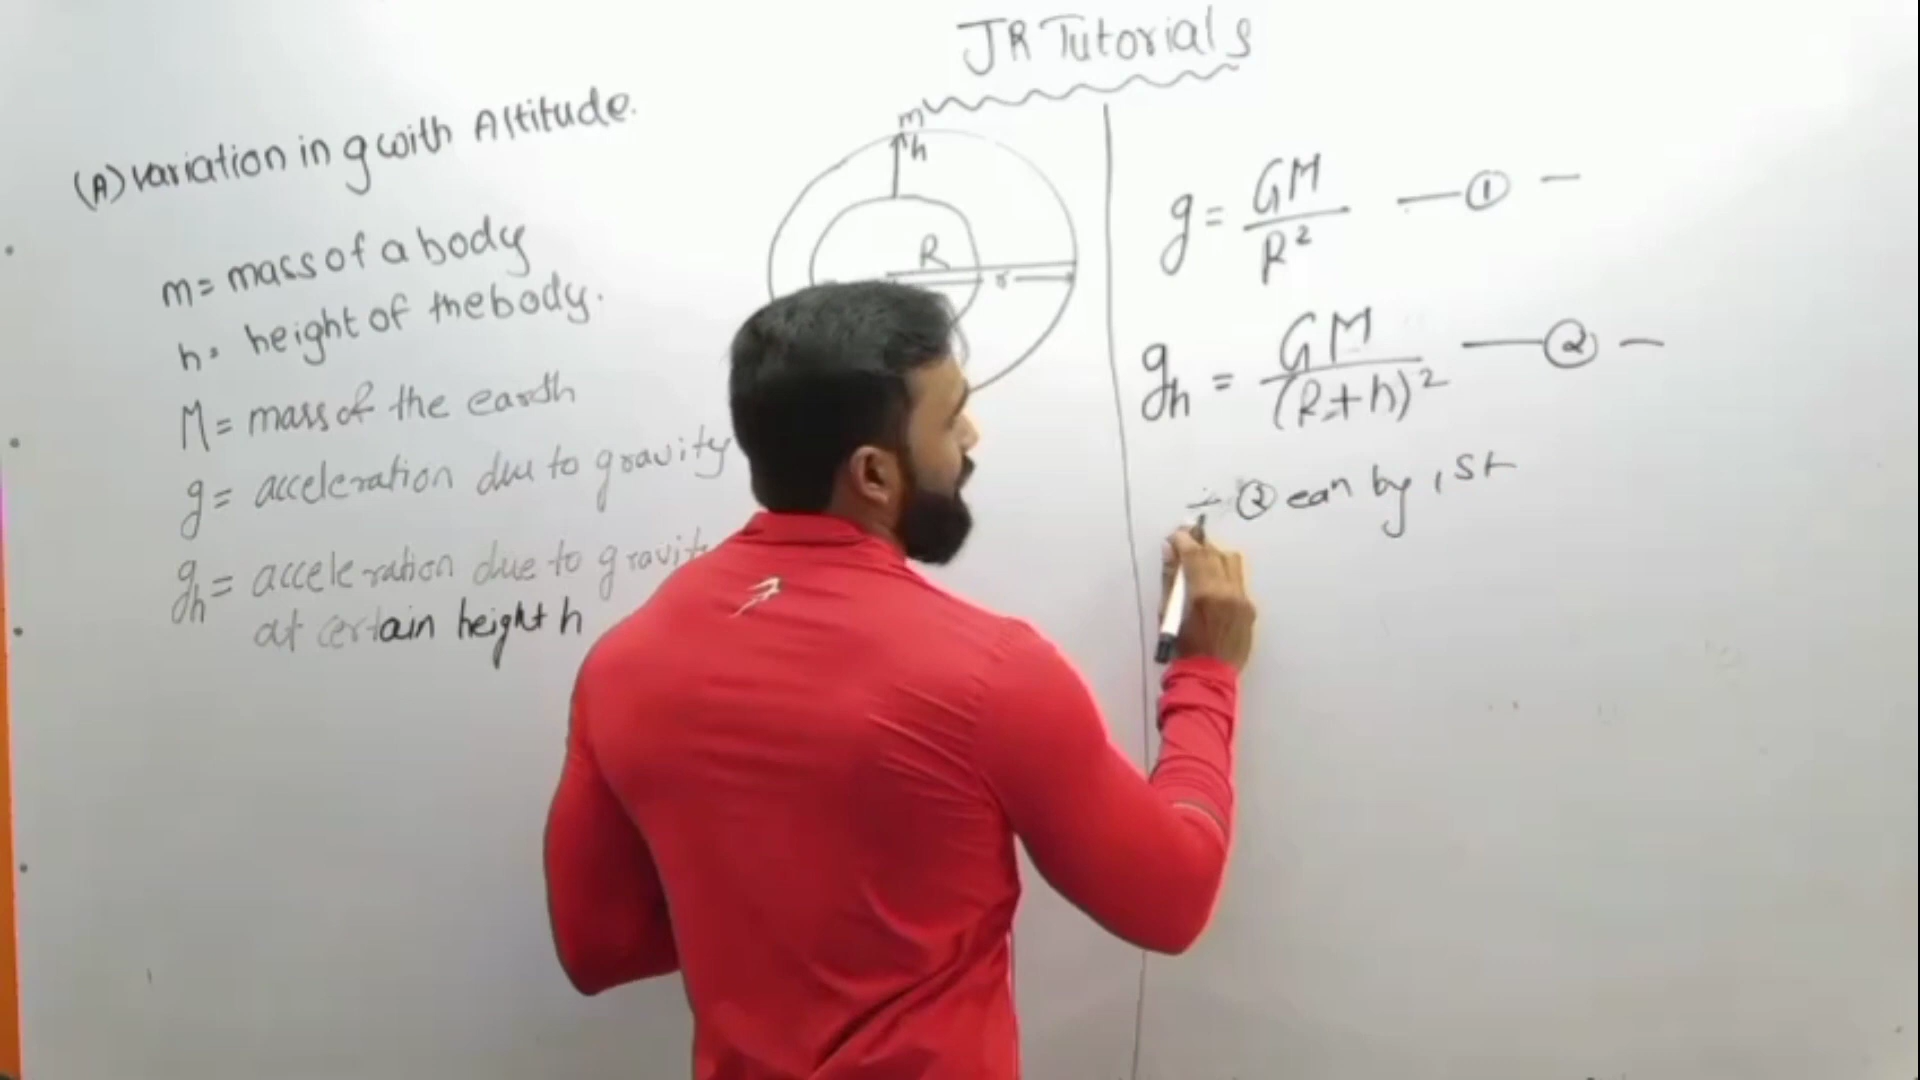 JR Tutorials
(A) variation in g with Altitude.
m = mass of a body
h = height of the body.
M = mass of the earth
g = acceleration due to gravity
gh = acceleration due to gravity
at certain height h
m
h
R
r
g = GM/R² — ① —
gh = GM/(R+h)² — ② —
÷ ② ean by 1st